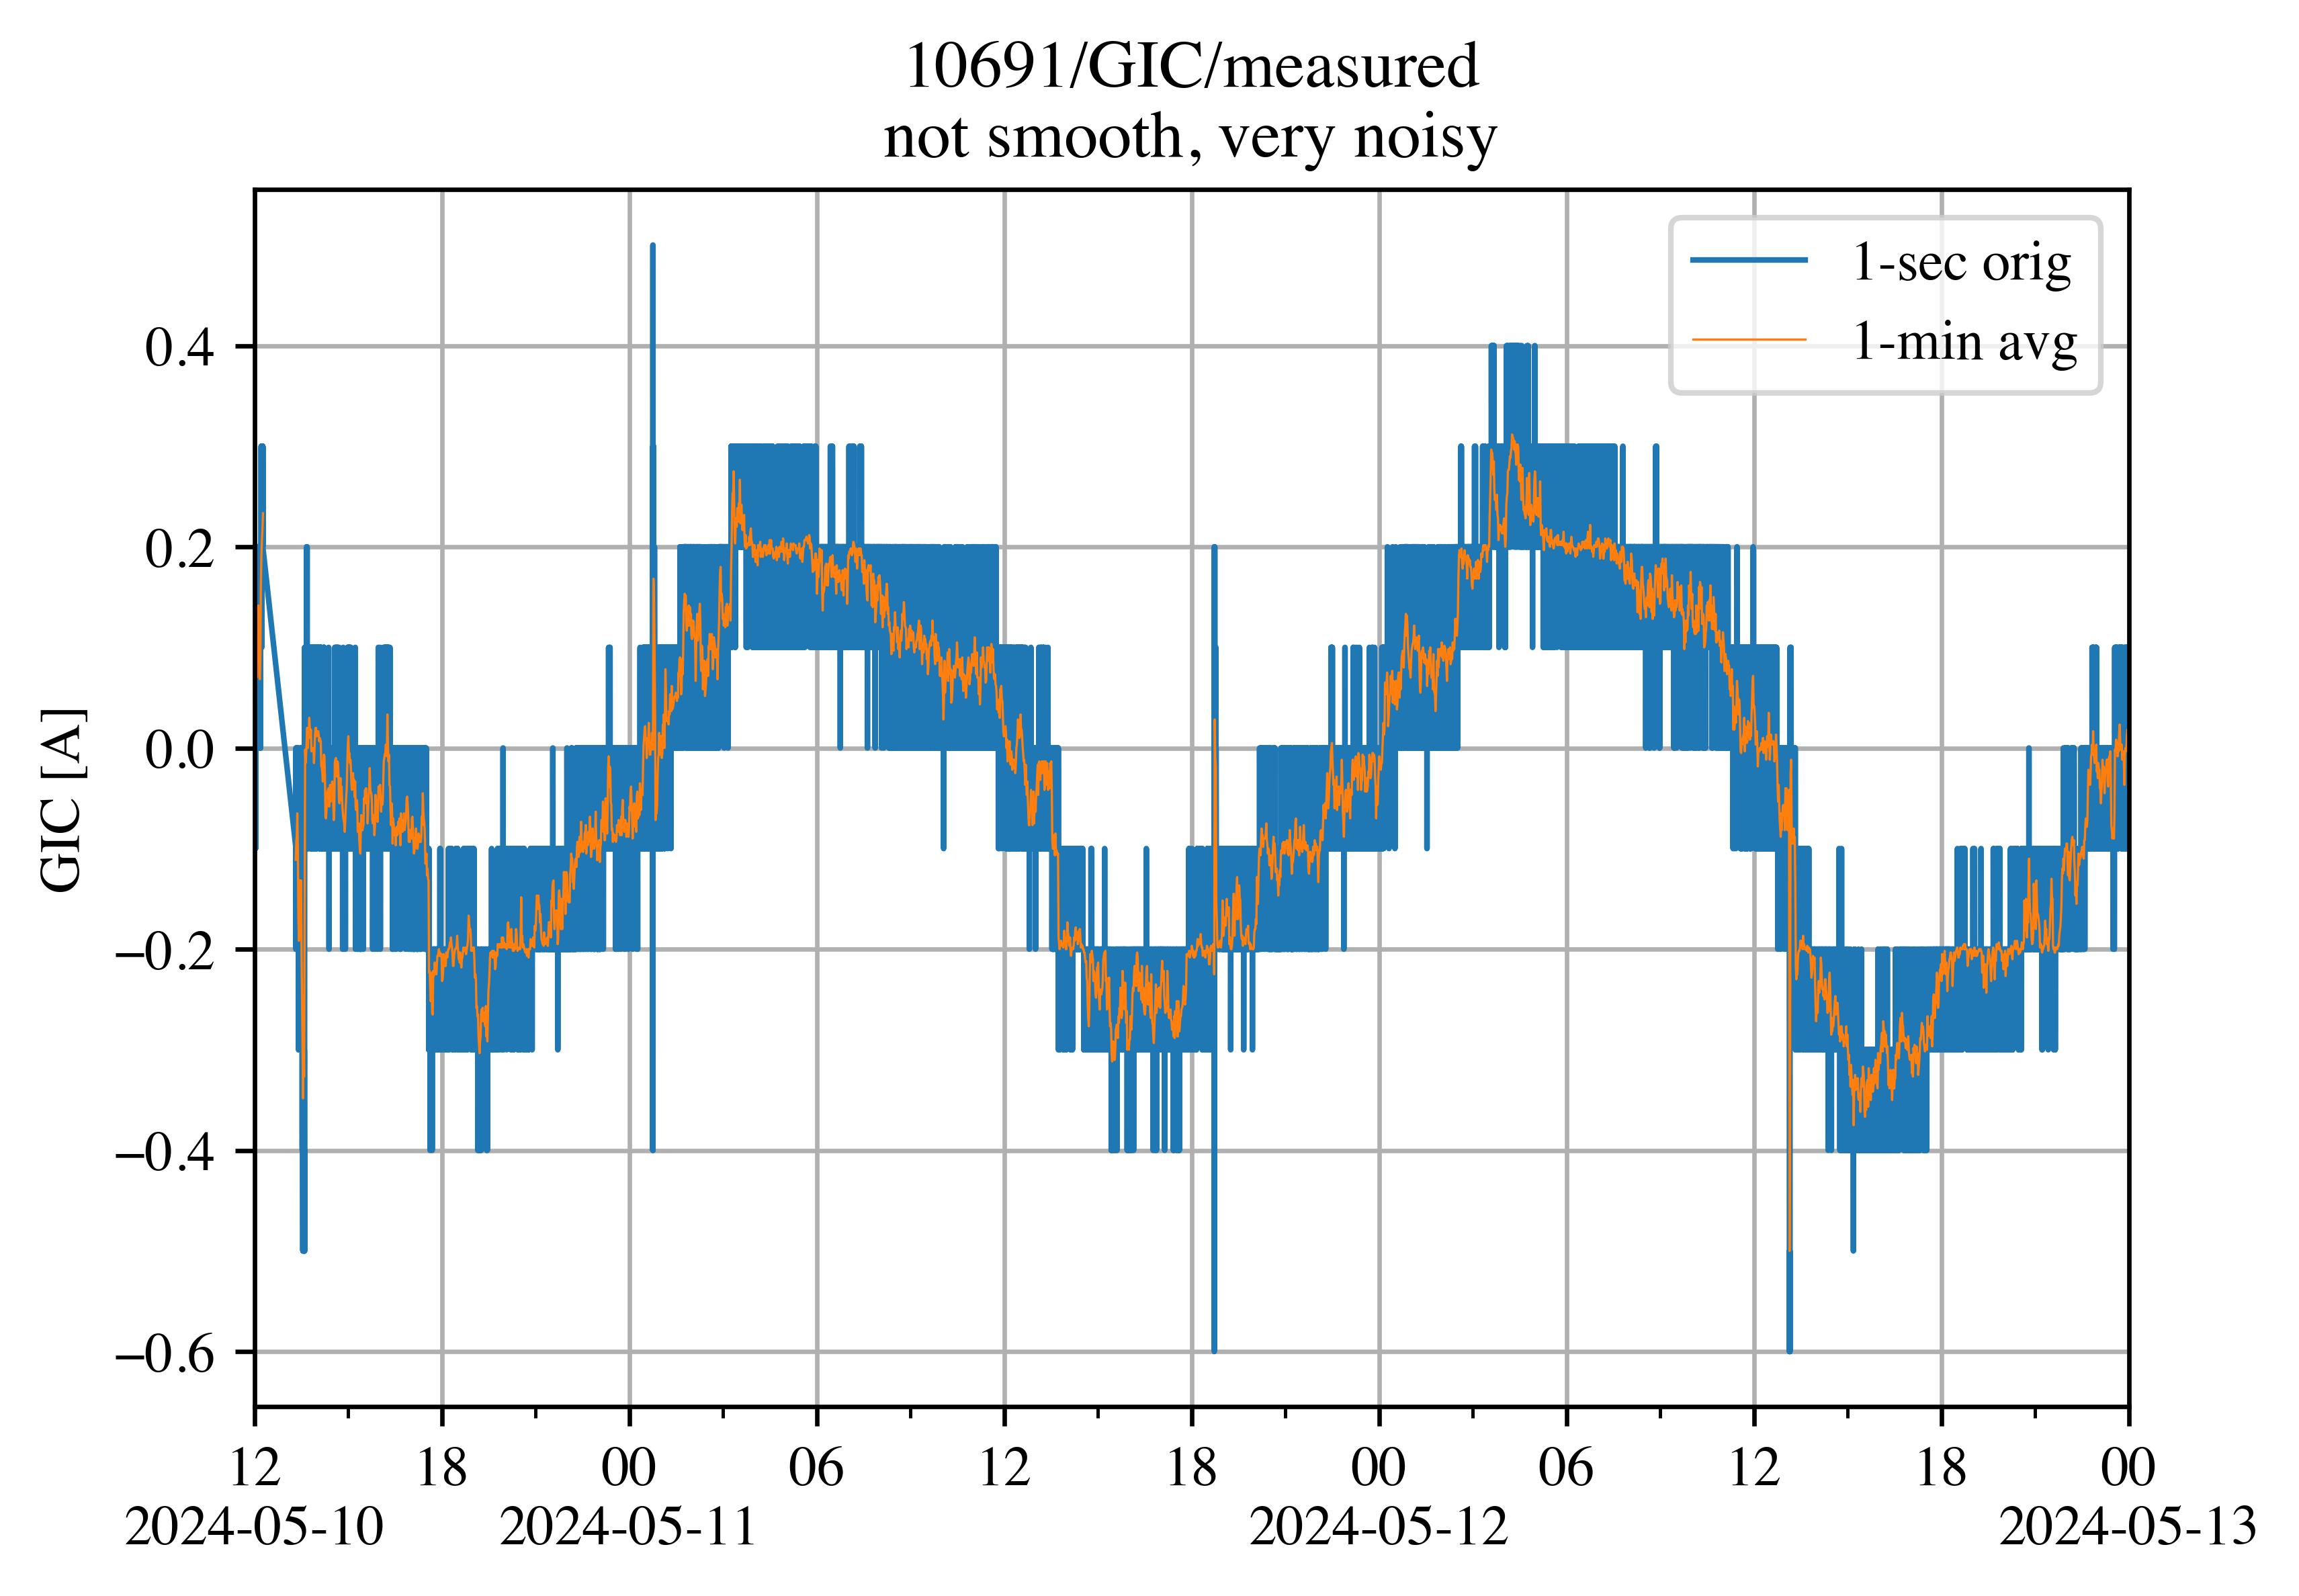 10691/GIC/measured
not smooth, very noisy
1-sec orig
1-min avg
GIC [A]
0.4
0.2
0.0
−0.2
−0.4
−0.6
12 18 00 06 12 18 00 06 12 18 00
2024-05-10 2024-05-11 2024-05-12 2024-05-13